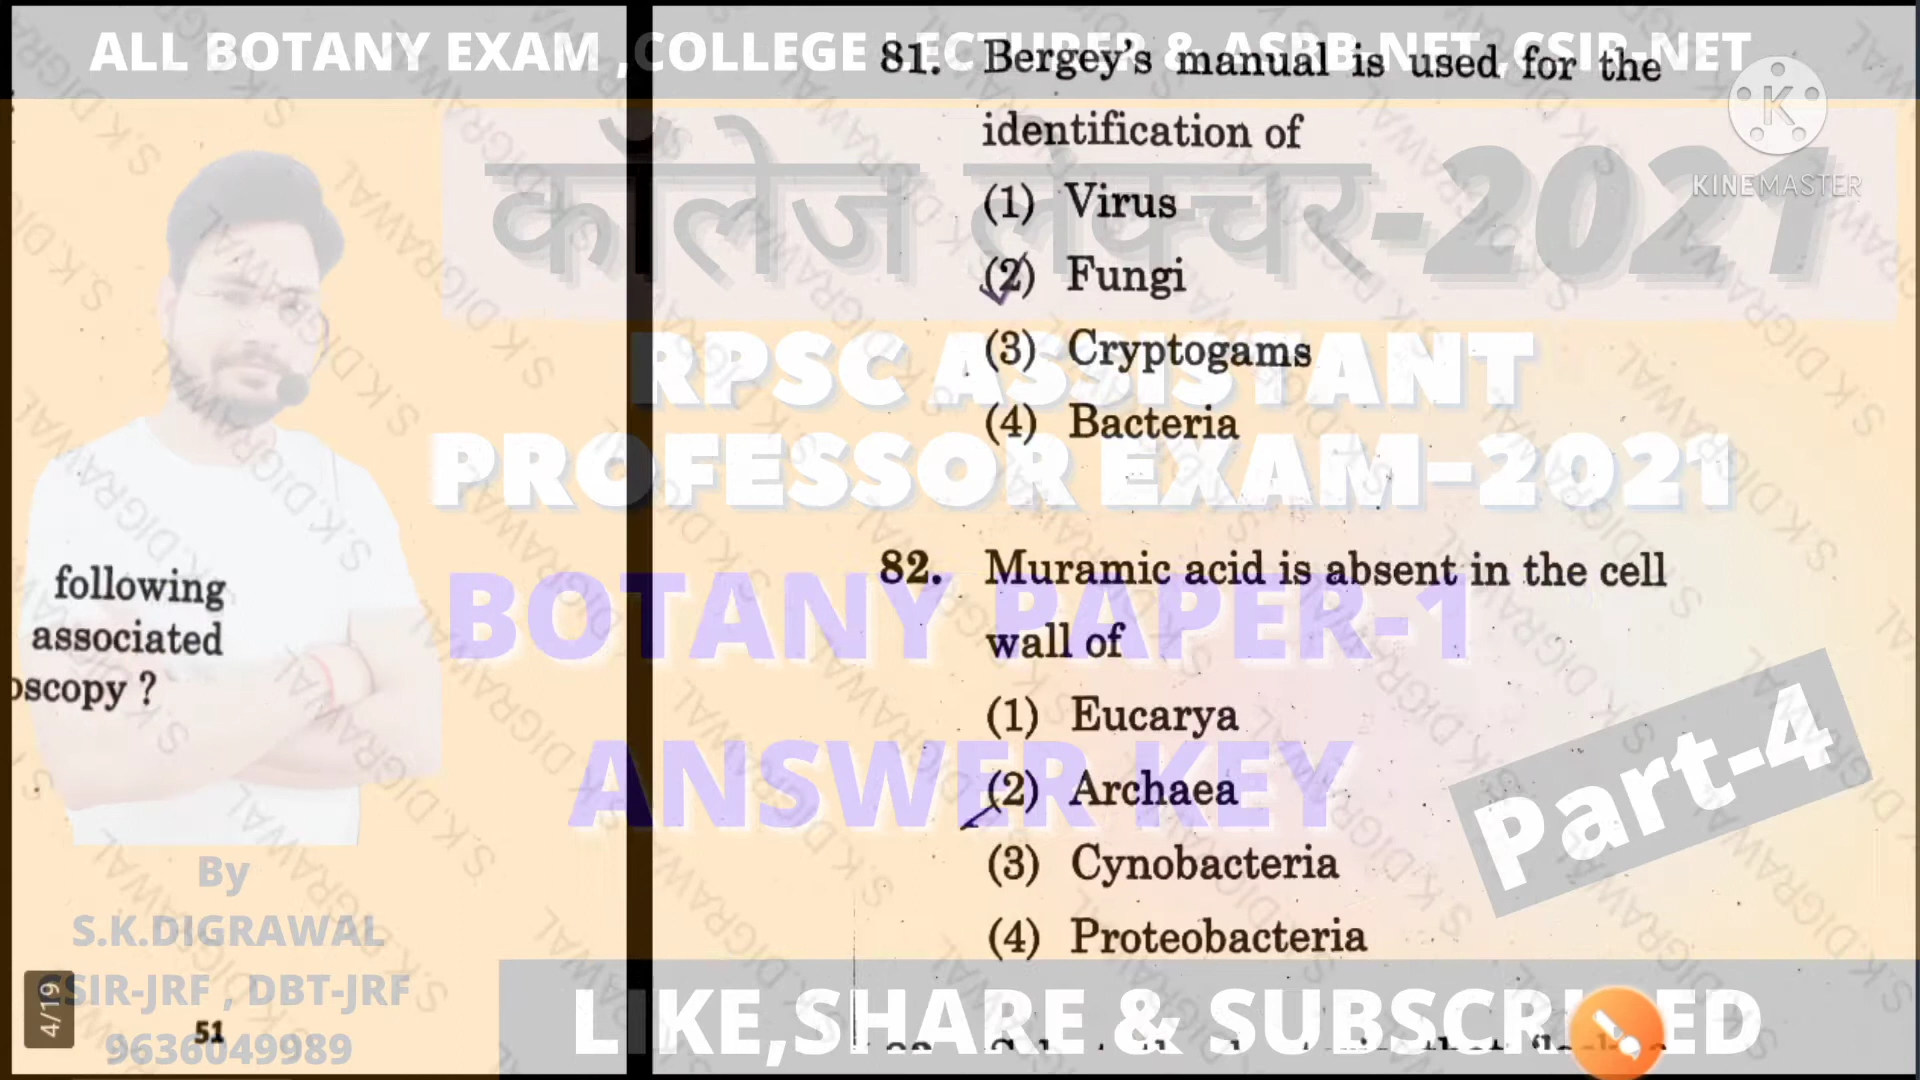 ALL BOTANY EXAM ,COLLEGE LECTURER & ASRB-NET, CSIR-NET
81. Bergey's manual is used for the
identification of
KINEMASTER
कॉलेज लेक्चर-2021
(1) Virus
(2) Fungi
(3) Cryptogams
(4) Bacteria
RPSC ASSISTANT
PROFESSOR EXAM-2021
82. Muramic acid is absent in the cell
wall of
(1) Eucarya
(2) Archaea
(3) Cynobacteria
(4) Proteobacteria
BOTANY PAPER-1
ANSWER KEY
Part-4
following
associated
oscopy ?
By
S.K.DIGRAWAL
CSIR-JRF , DBT-JRF
9636049989
4/19
51
LIKE,SHARE & SUBSCRIBED
S.K.DIGRAWAL